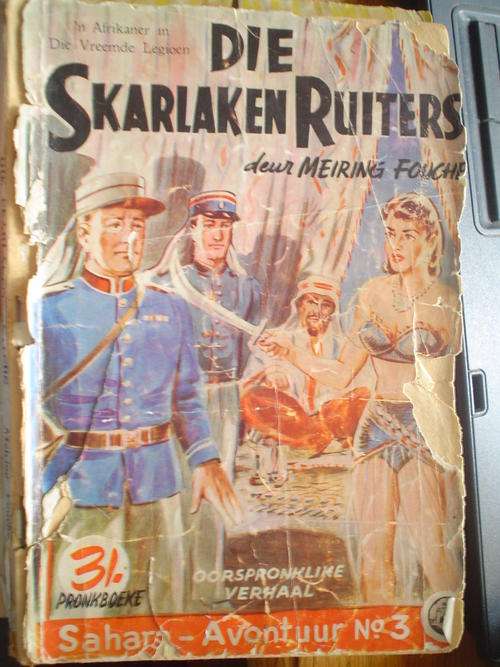 'n Afrikaner in
Die Vreemde Legioen
DIE
SKARLAKEN RUITERS
deur MEIRING FOUCHE
3/-
PRONKBOEKE
OORSPRONKLIKE
VERHAAL
Sahara - Avontuur No 3